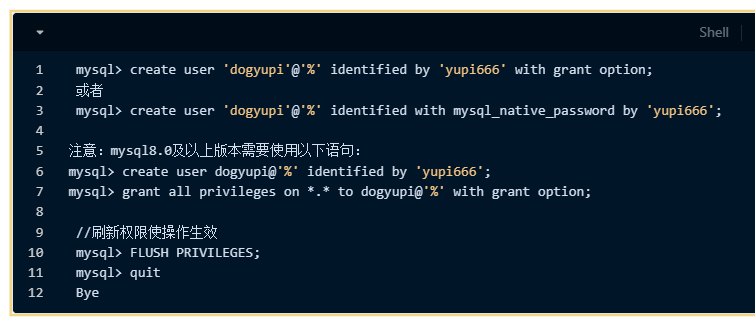 Shell
1 mysql> create user 'dogyupi'@'%' identified by 'yupi666' with grant option;
2 或者
3 mysql> create user 'dogyupi'@'%' identified with mysql_native_password by 'yupi666';
4
5 注意：mysql8.0及以上版本需要使用以下语句：
6 mysql> create user dogyupi@'%' identified by 'yupi666';
7 mysql> grant all privileges on *.* to dogyupi@'%' with grant option;
8
9 //刷新权限使操作生效
10 mysql> FLUSH PRIVILEGES;
11 mysql> quit
12 Bye